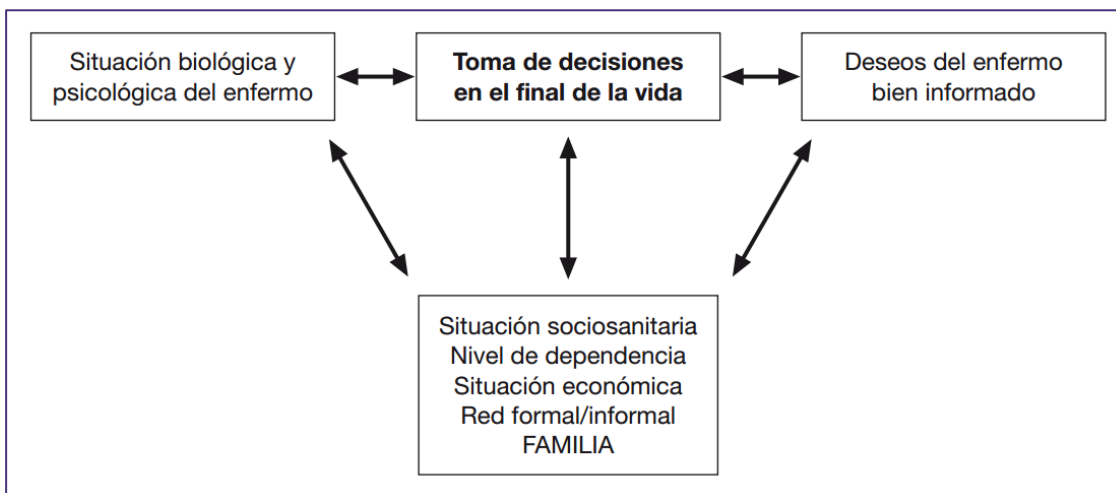 Situación biológica y
psicológica del enfermo
Toma de decisiones
en el final de la vida
Deseos del enfermo
bien informado
Situación sociosanitaria
Nivel de dependencia
Situación económica
Red formal/informal
FAMILIA